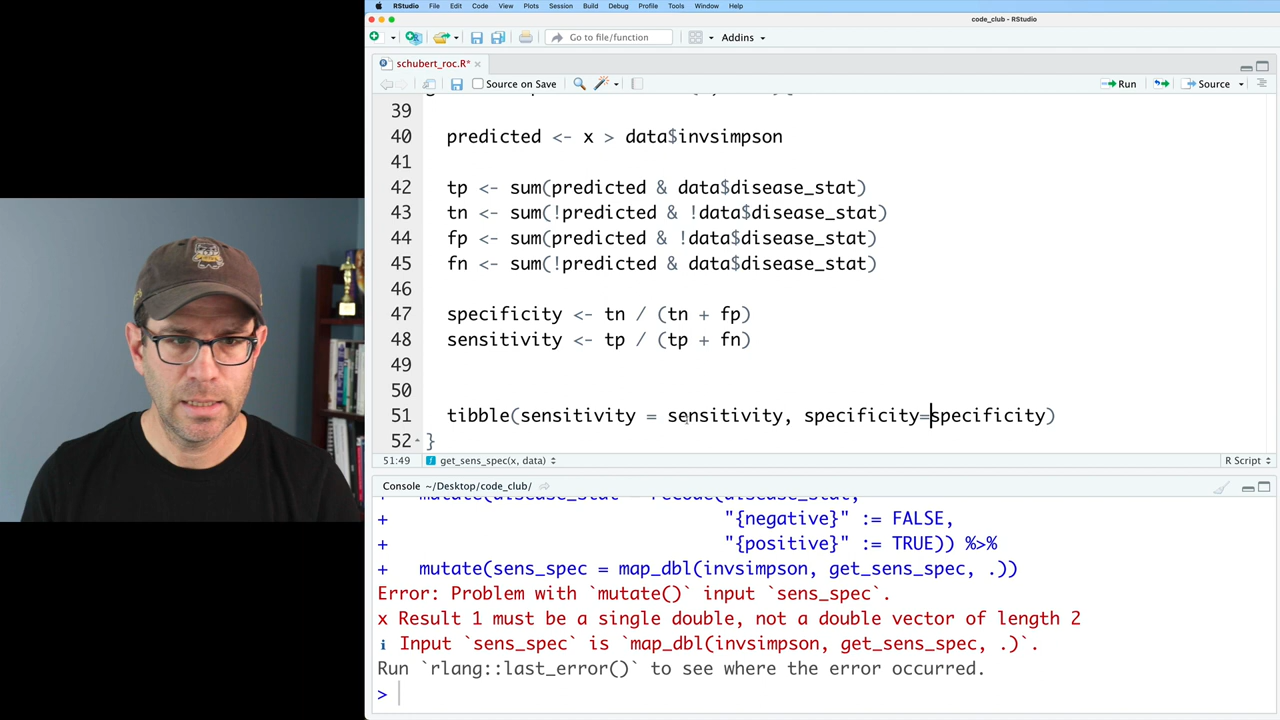 RStudio File Edit Code View Plots Session Build Debug Profile Tools Window Help
code_club - RStudio
Go to file/function Addins
schubert_roc.R*
Source on Save Run Source
39
40 predicted <- x > data$invsimpson
41
42 tp <- sum(predicted & data$disease_stat)
43 tn <- sum(!predicted & !data$disease_stat)
44 fp <- sum(predicted & !data$disease_stat)
45 fn <- sum(!predicted & data$disease_stat)
46
47 specificity <- tn / (tn + fp)
48 sensitivity <- tp / (tp + fn)
49
50
51 tibble(sensitivity = sensitivity, specificity=specificity)
52 }
51:49 get_sens_spec(x, data) R Script
Console ~/Desktop/code_club/
+ mutate(disease_stat = recode(disease_stat,
+ "{negative}" := FALSE,
+ "{positive}" := TRUE)) %>%
+ mutate(sens_spec = map_dbl(invsimpson, get_sens_spec, .))
Error: Problem with `mutate()` input `sens_spec`.
x Result 1 must be a single double, not a double vector of length 2
i Input `sens_spec` is `map_dbl(invsimpson, get_sens_spec, .)`.
Run `rlang::last_error()` to see where the error occurred.
>